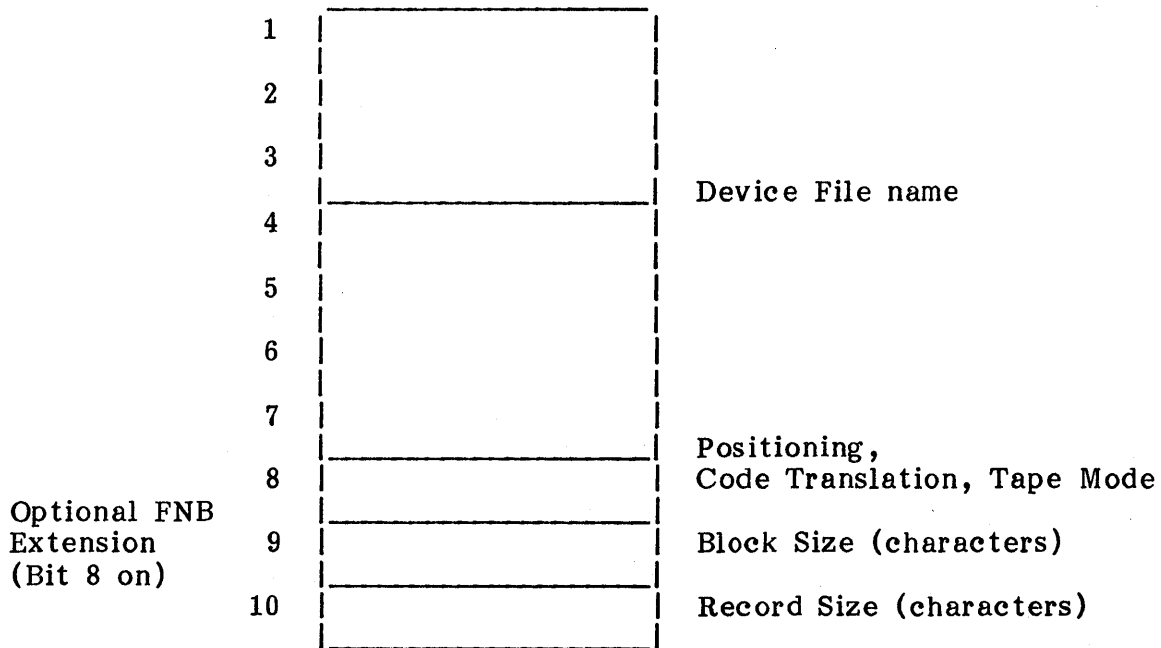 1
2
3
Device File name
4
5
6
7
Positioning,
8 Code Translation, Tape Mode
Optional FNB
Extension 9 Block Size (characters)
(Bit 8 on)
10 Record Size (characters)